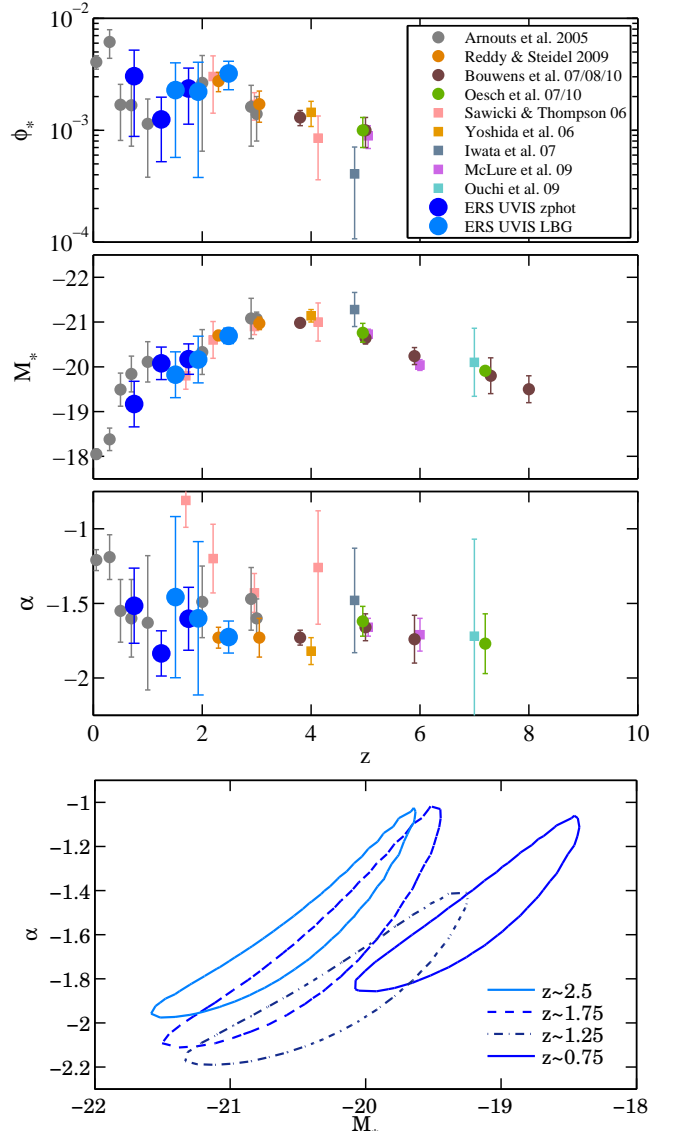 10⁻²
10⁻³
10⁻⁴
ϕ*
Arnouts et al. 2005
Reddy & Steidel 2009
Bouwens et al. 07/08/10
Oesch et al. 07/10
Sawicki & Thompson 06
Yoshida et al. 06
Iwata et al. 07
McLure et al. 09
Ouchi et al. 09
ERS UVIS zphot
ERS UVIS LBG
−22
−21
−20
−19
−18
M*
−1
−1.5
−2
α
0 2 4 6 8 10
z
−1
−1.2
−1.4
−1.6
−1.8
−2
−2.2
α
z~2.5
z~1.75
z~1.25
z~0.75
−22 −21 −20 −19 −18
M*